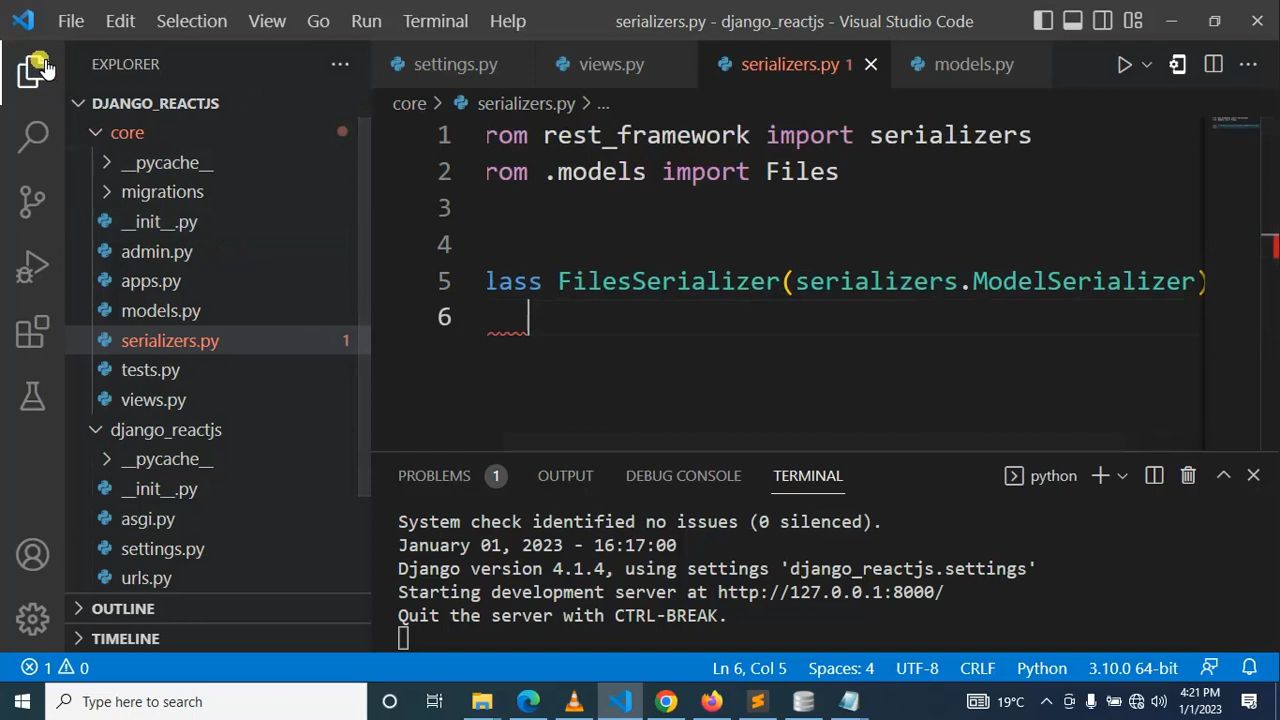 File Edit Selection View Go Run Terminal Help serializers.py - django_reactjs - Visual Studio Code
EXPLORER
settings.py views.py serializers.py 1 models.py
DJANGO_REACTJS
core
__pycache__
migrations
__init__.py
admin.py
apps.py
models.py
serializers.py 1
tests.py
views.py
django_reactjs
__pycache__
__init__.py
asgi.py
settings.py
urls.py
OUTLINE
TIMELINE
core > serializers.py > ...
1 rom rest_framework import serializers
2 rom .models import Files
3
4
5 lass FilesSerializer(serializers.ModelSerializer)
6
PROBLEMS 1 OUTPUT DEBUG CONSOLE TERMINAL python
System check identified no issues (0 silenced).
January 01, 2023 - 16:17:00
Django version 4.1.4, using settings 'django_reactjs.settings'
Starting development server at http://127.0.0.1:8000/
Quit the server with CTRL-BREAK.
1 0 Ln 6, Col 5 Spaces: 4 UTF-8 CRLF Python 3.10.0 64-bit
Type here to search 19°C 4:21 PM
1/1/2023